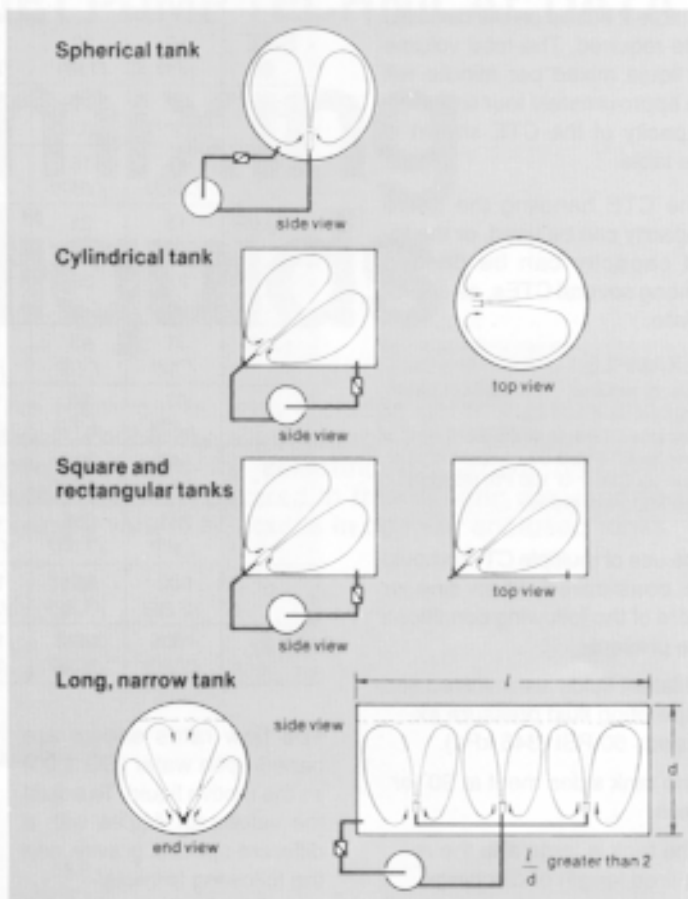 Spherical tank
side view
Cylindrical tank
side view
top view
Square and
rectangular tanks
side view
top view
Long, narrow tank
end view
l
side view
d
l
d
greater than 2